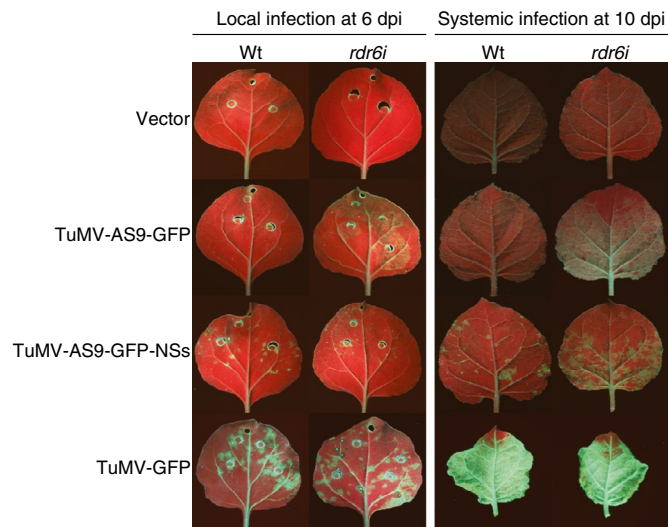 Local infection at 6 dpi Systemic infection at 10 dpi
Wt rdr6i Wt rdr6i
Vector
TuMV-AS9-GFP
TuMV-AS9-GFP-NSs
TuMV-GFP